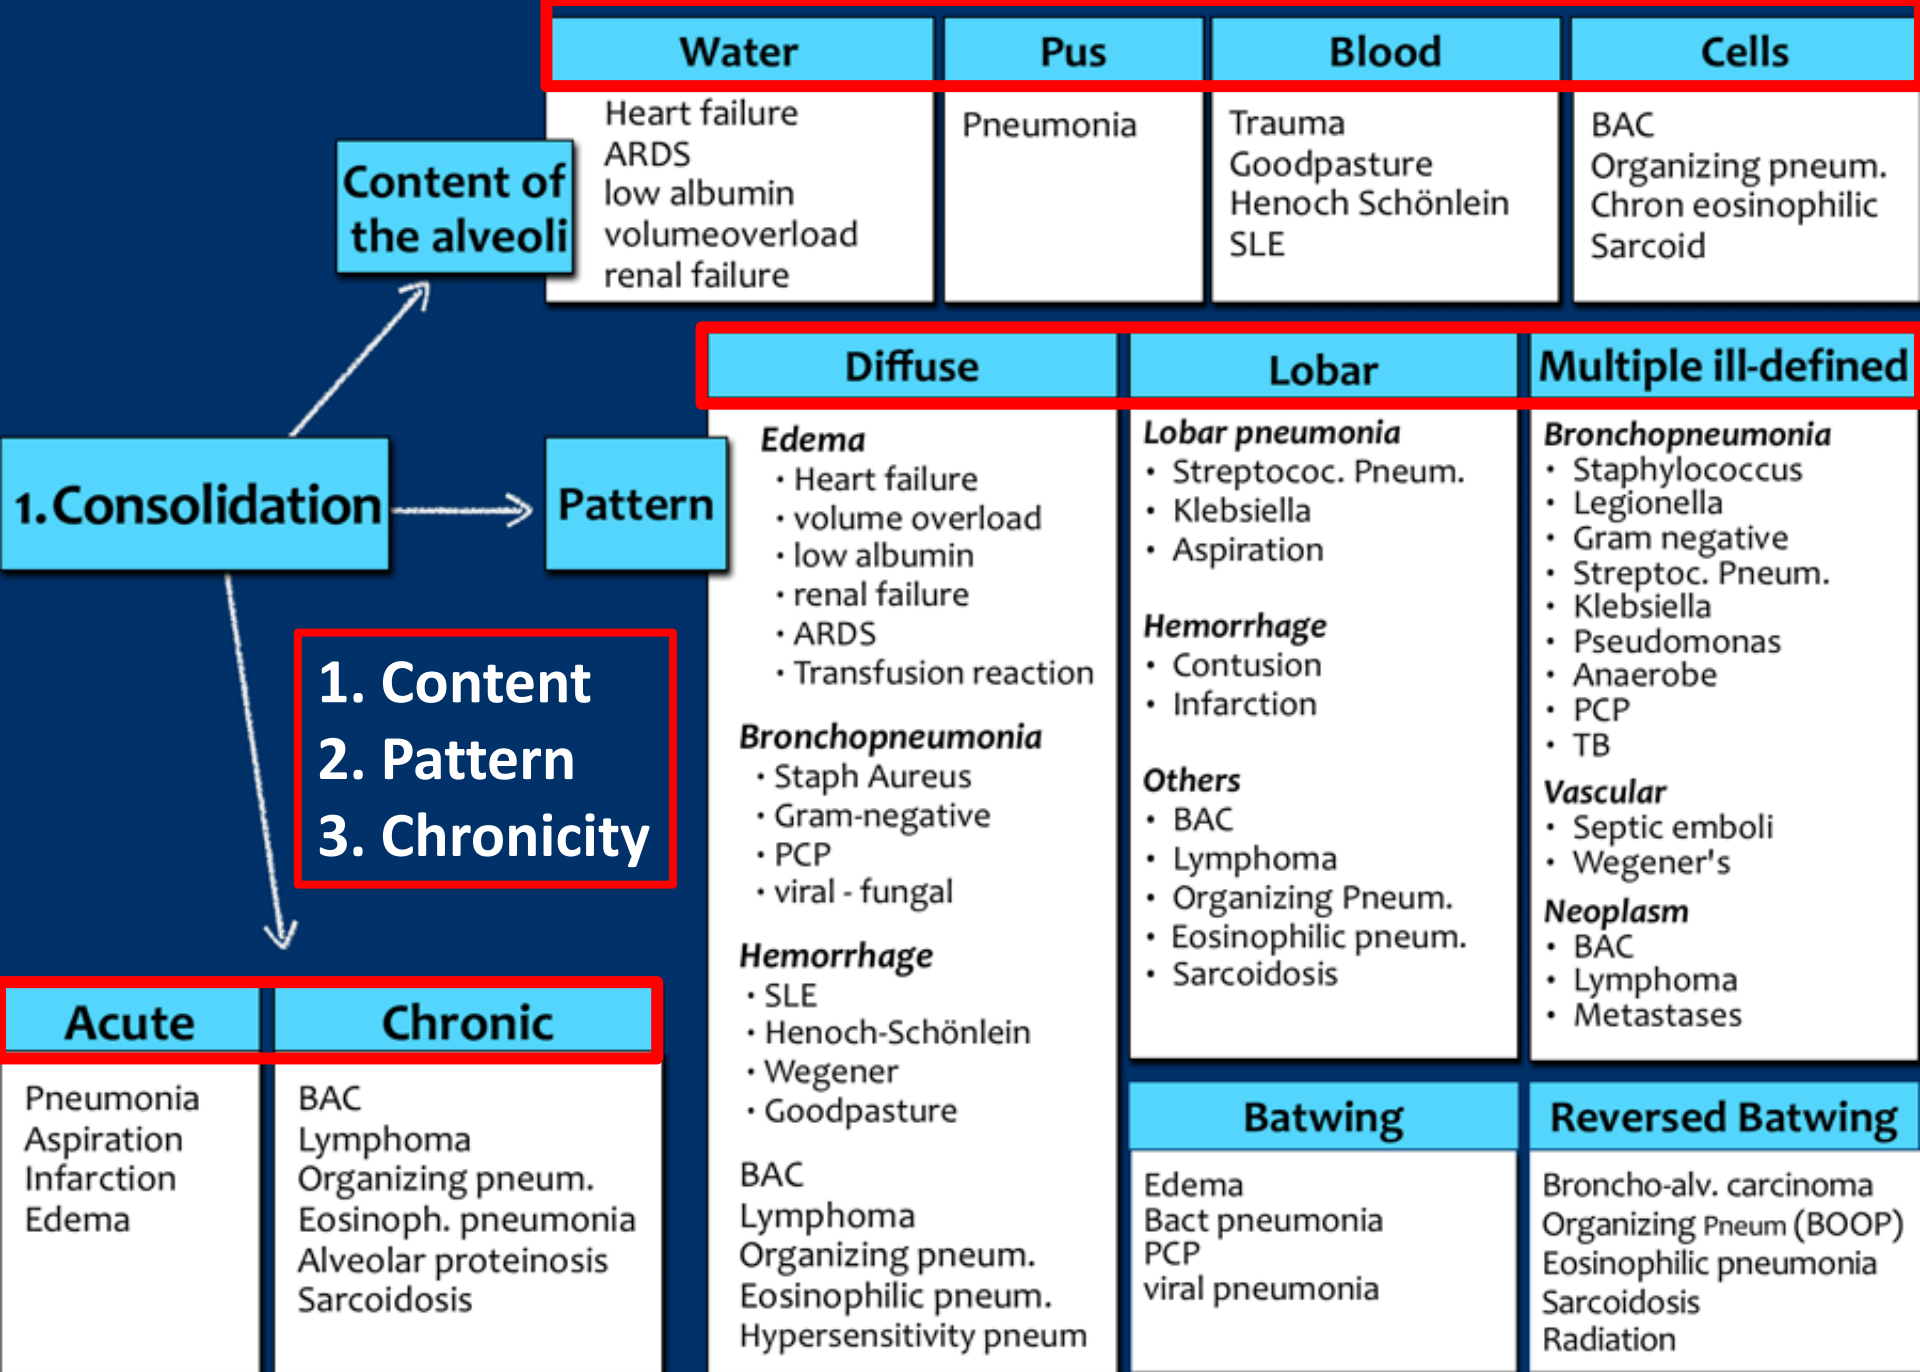 Water
Heart failure
ARDS
low albumin
volumeoverload
renal failure
Pus
Pneumonia
Blood
Trauma
Goodpasture
Henoch Schönlein
SLE
Cells
BAC
Organizing pneum.
Chron eosinophilic
Sarcoid
Content of
the alveoli
1. Consolidation
Pattern
Diffuse
Edema
• Heart failure
• volume overload
• low albumin
• renal failure
• ARDS
• Transfusion reaction
Bronchopneumonia
• Staph Aureus
• Gram-negative
• PCP
• viral - fungal
Hemorrhage
• SLE
• Henoch-Schönlein
• Wegener
• Goodpasture
BAC
Lymphoma
Organizing pneum.
Eosinophilic pneum.
Hypersensitivity pneum
Lobar
Lobar pneumonia
• Streptococ. Pneum.
• Klebsiella
• Aspiration
Hemorrhage
• Contusion
• Infarction
Others
• BAC
• Lymphoma
• Organizing Pneum.
• Eosinophilic pneum.
• Sarcoidosis
Multiple ill-defined
Bronchopneumonia
• Staphylococcus
• Legionella
• Gram negative
• Streptoc. Pneum.
• Klebsiella
• Pseudomonas
• Anaerobe
• PCP
• TB
Vascular
• Septic emboli
• Wegener's
Neoplasm
• BAC
• Lymphoma
• Metastases
1. Content
2. Pattern
3. Chronicity
Acute
Pneumonia
Aspiration
Infarction
Edema
Chronic
BAC
Lymphoma
Organizing pneum.
Eosinoph. pneumonia
Alveolar proteinosis
Sarcoidosis
Batwing
Edema
Bact pneumonia
PCP
viral pneumonia
Reversed Batwing
Broncho-alv. carcinoma
Organizing Pneum (BOOP)
Eosinophilic pneumonia
Sarcoidosis
Radiation